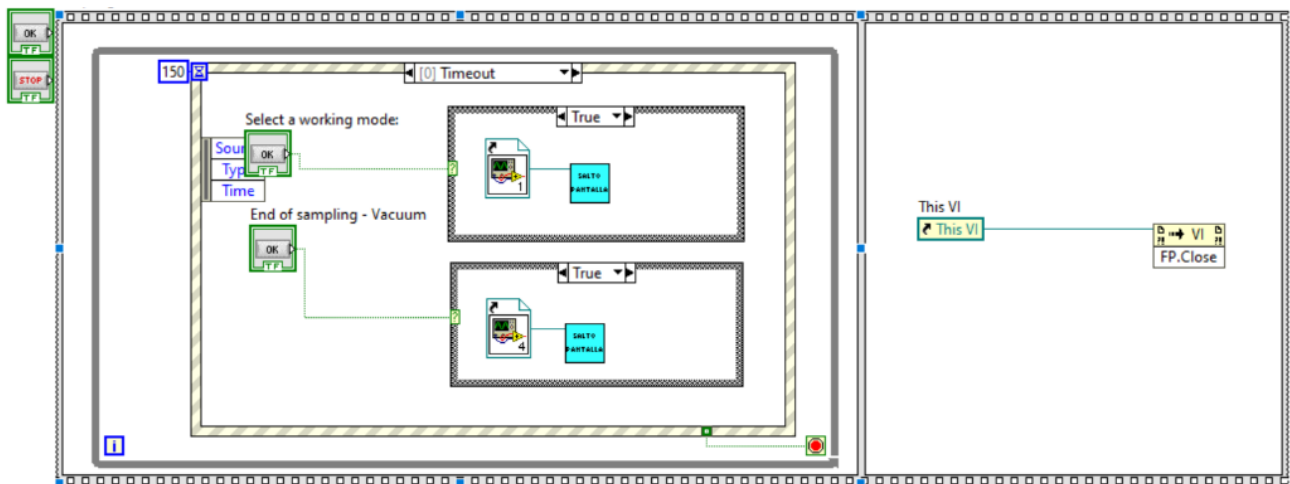 OK
TF
STOP
TF
150
[0] Timeout
Select a working mode:
OK
TF
Sour
Typ
Time
True
1
SALTO
PANTALLA
End of sampling - Vacuum
OK
TF
True
4
SALTO
PANTALLA
i
This VI
This VI
VI
FP.Close